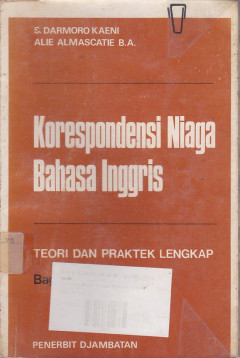 S. DARMORO KAENI
ALIE ALMASCATIE B.A.
Korespondensi Niaga
Bahasa Inggris
TEORI DAN PRAKTEK LENGKAP
PENERBIT DJAMBATAN